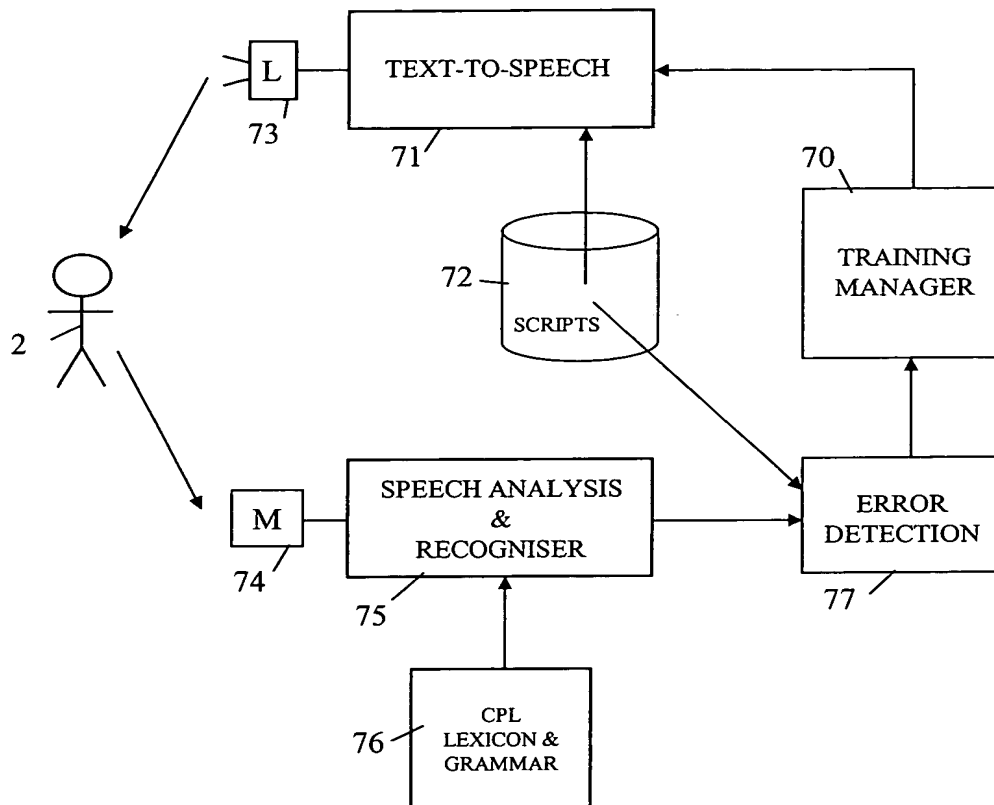 L
73
TEXT-TO-SPEECH
71
70
TRAINING
MANAGER
72
SCRIPTS
2
M
74
SPEECH ANALYSIS
&
RECOGNISER
75
ERROR
DETECTION
77
76
CPL
LEXICON &
GRAMMAR